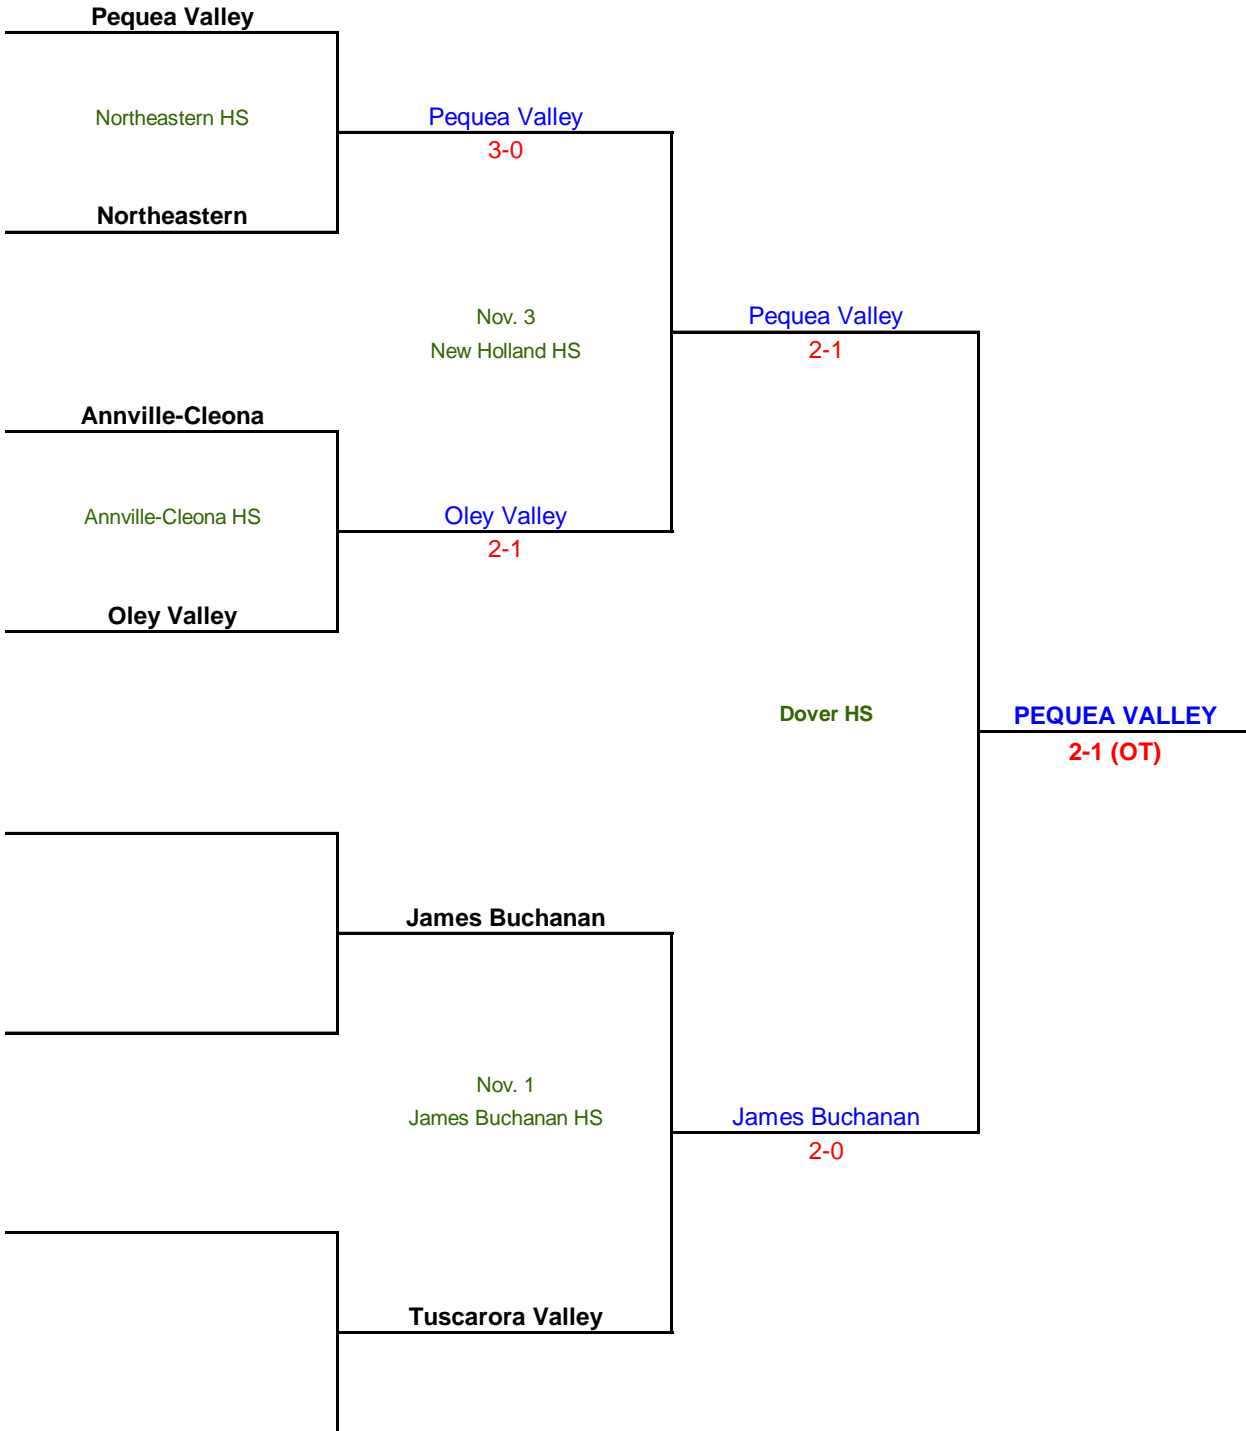 Pequea Valley
Northeastern HS
Pequea Valley
3-0
Northeastern
Nov. 3
New Holland HS
Pequea Valley
2-1
Annville-Cleona
Annville-Cleona HS
Oley Valley
2-1
Oley Valley
Dover HS
PEQUEA VALLEY
2-1 (OT)
James Buchanan
Nov. 1
James Buchanan HS
James Buchanan
2-0
Tuscarora Valley